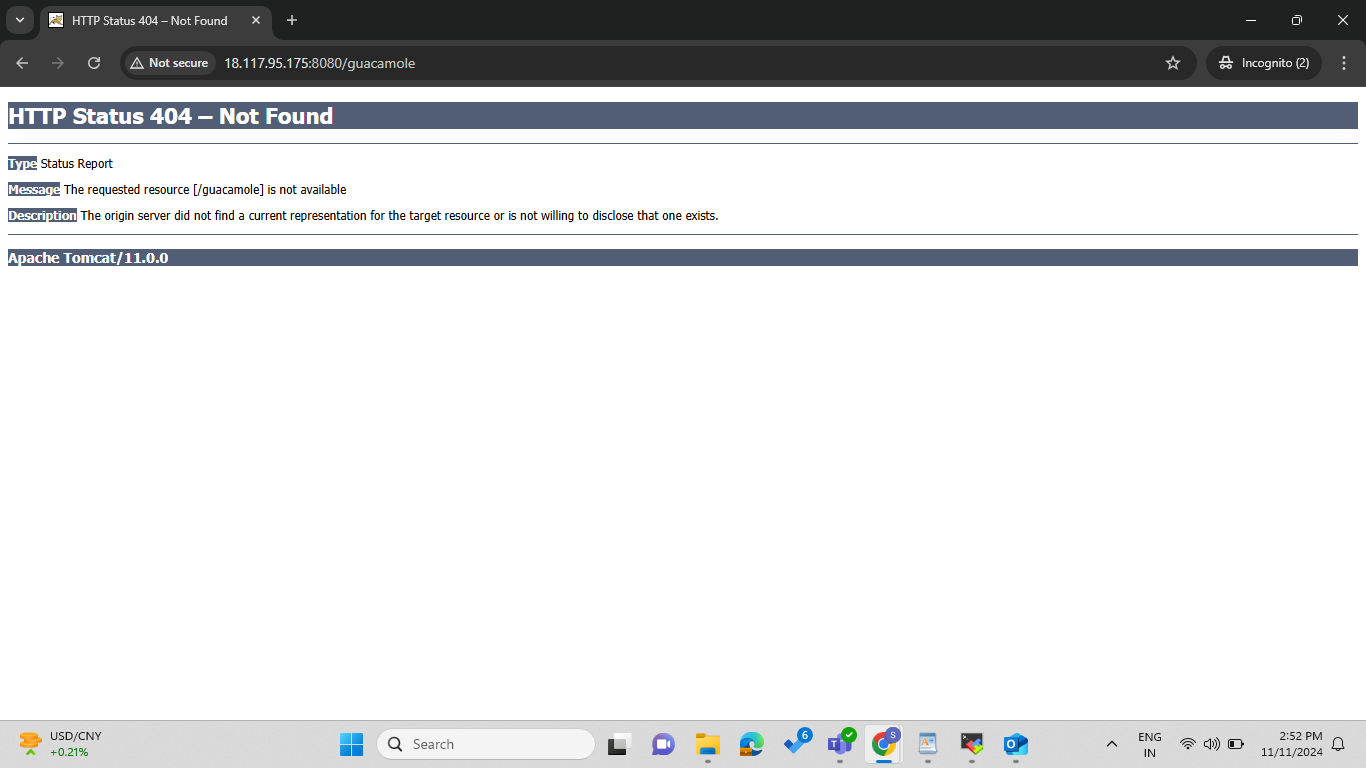 HTTP Status 404 – Not Found
Not secure
18.117.95.175:8080/guacamole
Incognito (2)
HTTP Status 404 – Not Found
Type Status Report
Message The requested resource [/guacamole] is not available
Description The origin server did not find a current representation for the target resource or is not willing to disclose that one exists.
Apache Tomcat/11.0.0
USD/CNY
+0.21%
Search
6
S
ENG
IN
2:52 PM
11/11/2024